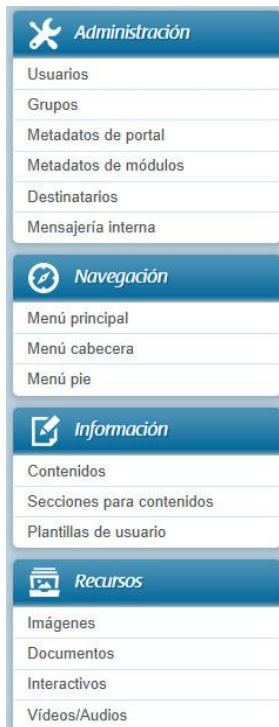 Administración
Usuarios
Grupos
Metadatos de portal
Metadatos de módulos
Destinatarios
Mensajería interna
Navegación
Menú principal
Menú cabecera
Menú pie
Información
Contenidos
Secciones para contenidos
Plantillas de usuario
Recursos
Imágenes
Documentos
Interactivos
Vídeos/Audios